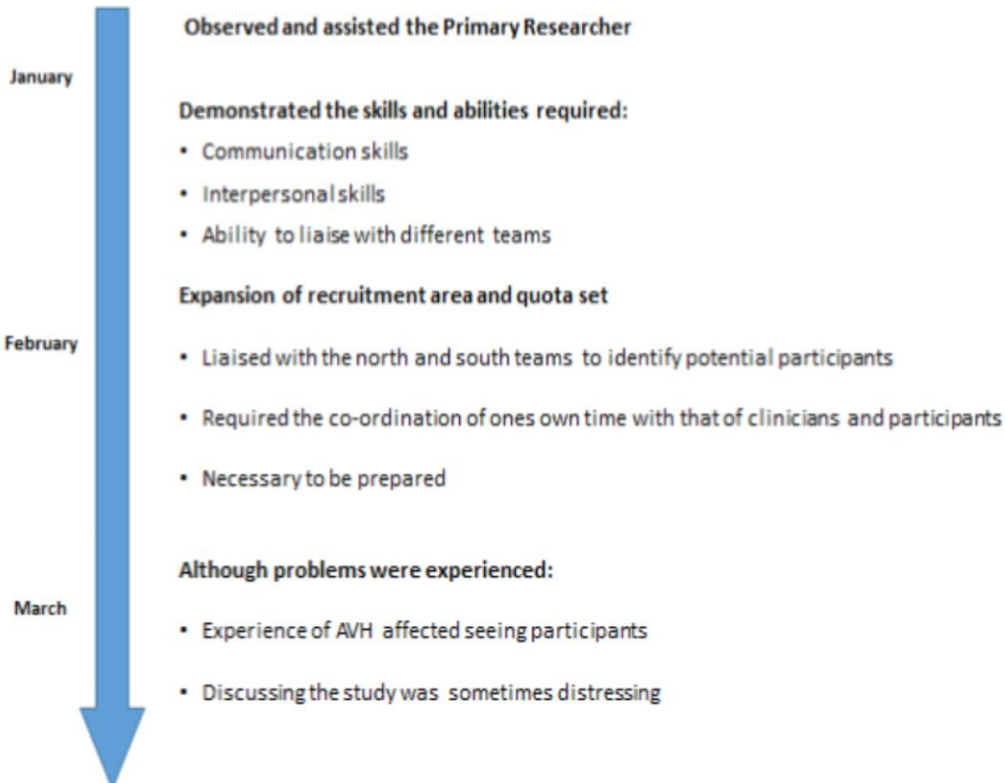 Observed and assisted the Primary Researcher
January
Demonstrated the skills and abilities required:
• Communication skills
• Interpersonal skills
• Ability to liaise with different teams
Expansion of recruitment area and quota set
February
• Liaised with the north and south teams to identify potential participants
• Required the co-ordination of ones own time with that of clinicians and participants
• Necessary to be prepared
Although problems were experienced:
March
• Experience of AVH affected seeing participants
• Discussing the study was sometimes distressing